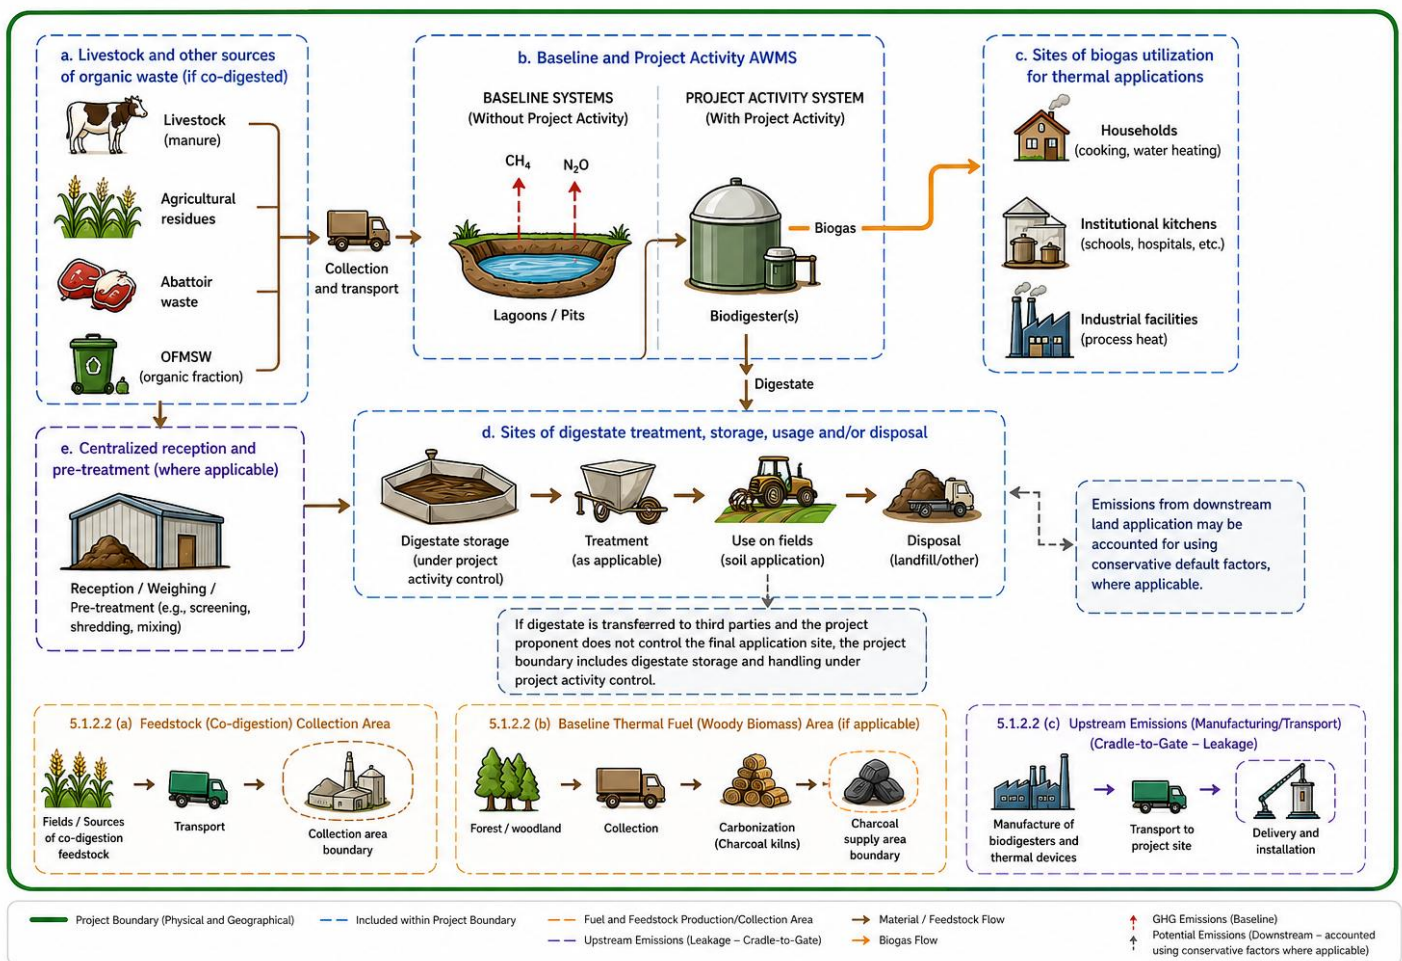 a. Livestock and other sources
of organic waste (if co-digested)
Livestock
(manure)
Agricultural
residues
Abattoir
waste
OFMSW
(organic fraction)
Collection
and transport
b. Baseline and Project Activity AWMS
BASELINE SYSTEMS
(Without Project Activity)
CH₄
N₂O
Lagoons / Pits
PROJECT ACTIVITY SYSTEM
(With Project Activity)
Biogas
Biodigester(s)
Digestate
c. Sites of biogas utilization
for thermal applications
Households
(cooking, water heating)
Institutional kitchens
(schools, hospitals, etc.)
Industrial facilities
(process heat)
e. Centralized reception and
pre-treatment (where applicable)
Reception / Weighing /
Pre-treatment (e.g., screening,
shredding, mixing)
d. Sites of digestate treatment, storage, usage and/or disposal
Digestate storage
(under project
activity control)
Treatment
(as applicable)
Use on fields
(soil application)
Disposal
(landfill/other)
Emissions from downstream
land application may be
accounted for using
conservative default factors,
where applicable.
If digestate is transferred to third parties and the project
proponent does not control the final application site, the project
boundary includes digestate storage and handling under
project activity control.
5.1.2.2 (a) Feedstock (Co-digestion) Collection Area
Fields / Sources
of co-digestion
feedstock
Transport
Collection area
boundary
5.1.2.2 (b) Baseline Thermal Fuel (Woody Biomass) Area (if applicable)
Forest / woodland
Collection
Carbonization
(Charcoal kilns)
Charcoal
supply area
boundary
5.1.2.2 (c) Upstream Emissions (Manufacturing/Transport)
(Cradle-to-Gate – Leakage)
Manufacture of
biodigesters and
thermal devices
Transport to
project site
Delivery and
installation
Project Boundary (Physical and Geographical)
Included within Project Boundary
Fuel and Feedstock Production/Collection Area
Upstream Emissions (Leakage – Cradle-to-Gate)
Material / Feedstock Flow
Biogas Flow
GHG Emissions (Baseline)
Potential Emissions (Downstream – accounted
using conservative factors where applicable)